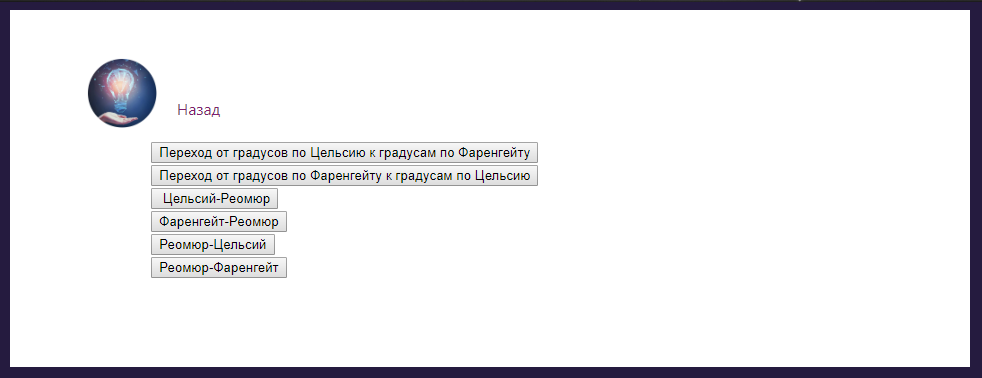 Назад
Переход от градусов по Цельсию к градусам по Фаренгейту
Переход от градусов по Фаренгейту к градусам по Цельсию
Цельсий-Реомюр
Фаренгейт-Реомюр
Реомюр-Цельсий
Реомюр-Фаренгейт